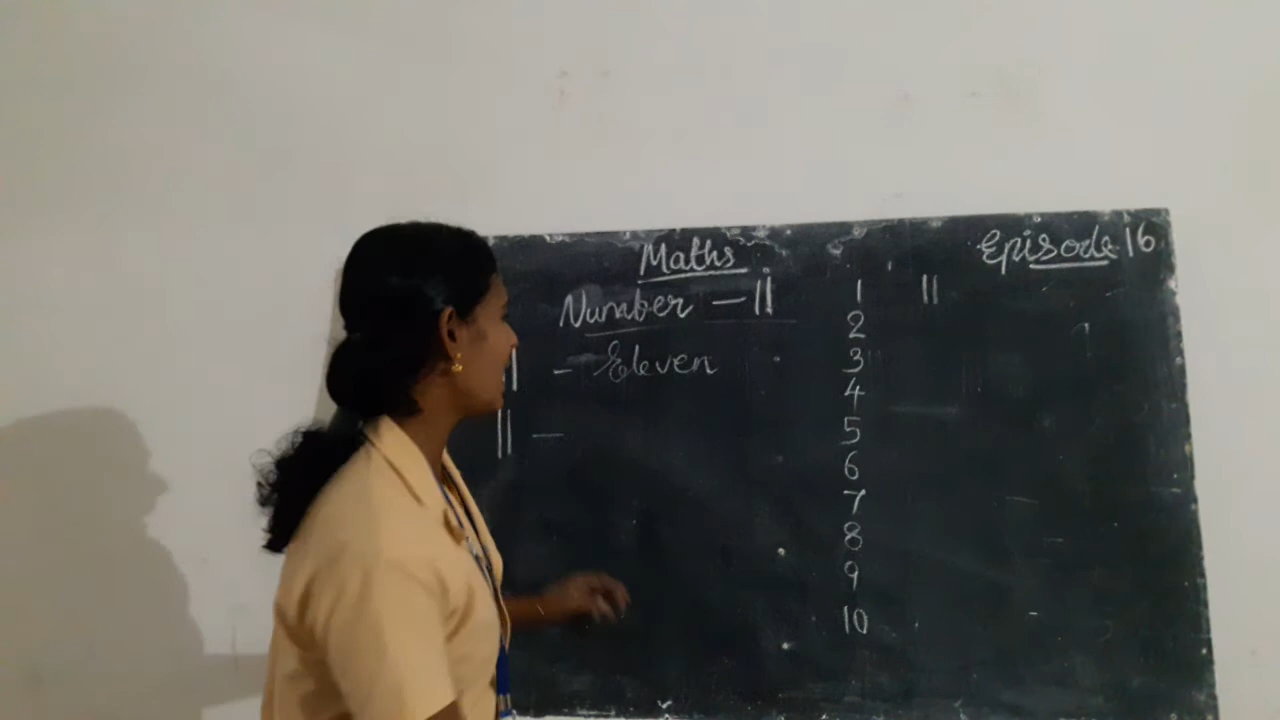 Maths
Episode 16
Number - 11
11 - Eleven
11 -
1 11
2
3
4
5
6
7
8
9
10